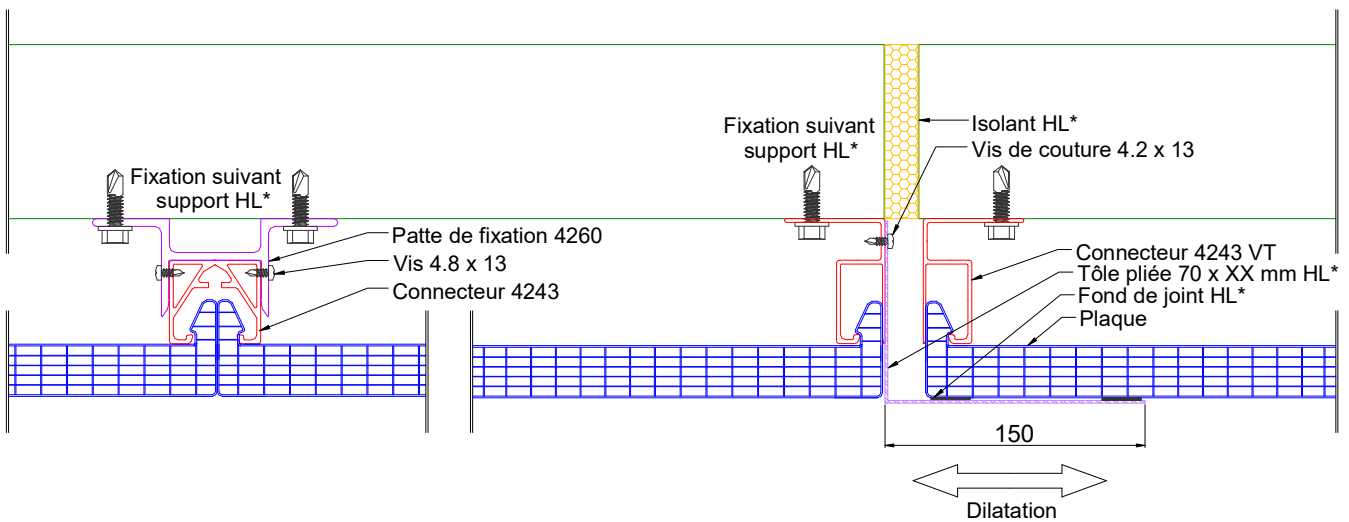 Fixation suivant
support HL*
Patte de fixation 4260
Vis 4.8 x 13
Connecteur 4243
Fixation suivant
support HL*
Isolant HL*
Vis de couture 4.2 x 13
Connecteur 4243 VT
Tôle pliée 70 x XX mm HL*
Fond de joint HL*
Plaque
150
Dilatation